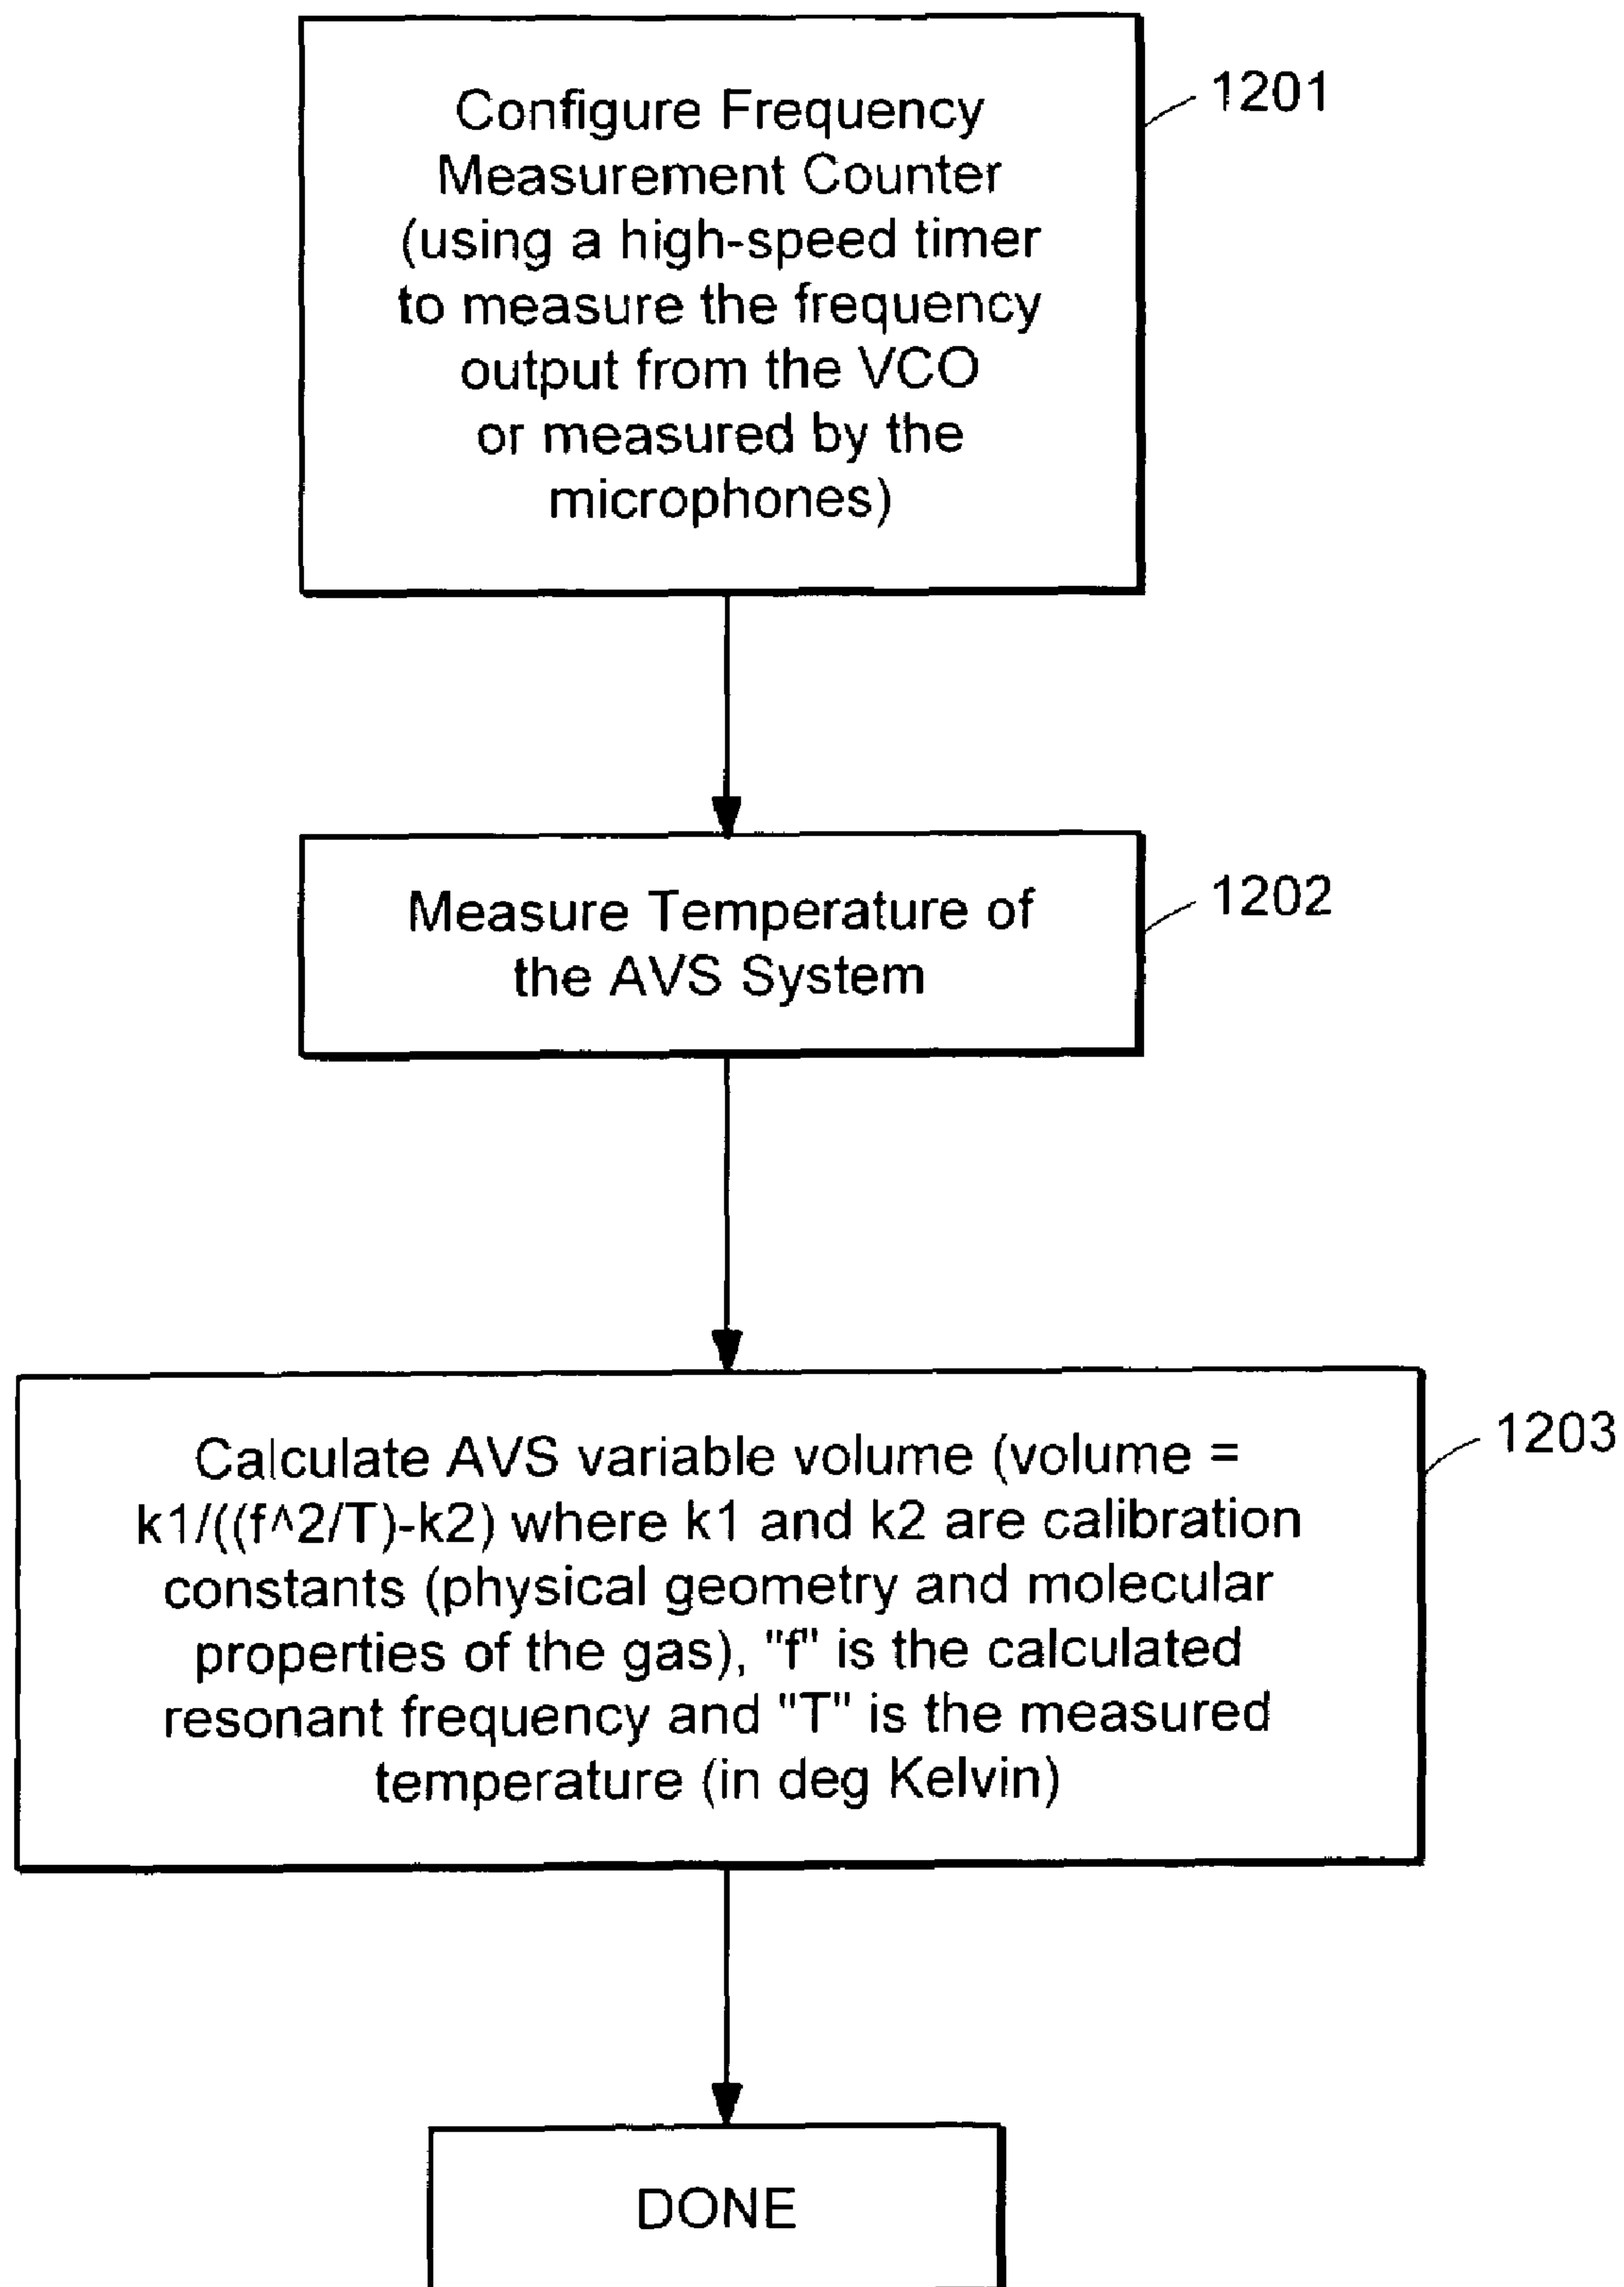 Configure Frequency
Measurement Counter
(using a high-speed timer
to measure the frequency
output from the VCO
or measured by the
microphones)
1201
Measure Temperature of
the AVS System
1202
Calculate AVS variable volume (volume =
k1/((f^2/T)-k2) where k1 and k2 are calibration
constants (physical geometry and molecular
properties of the gas), "f" is the calculated
resonant frequency and "T" is the measured
temperature (in deg Kelvin)
1203
DONE